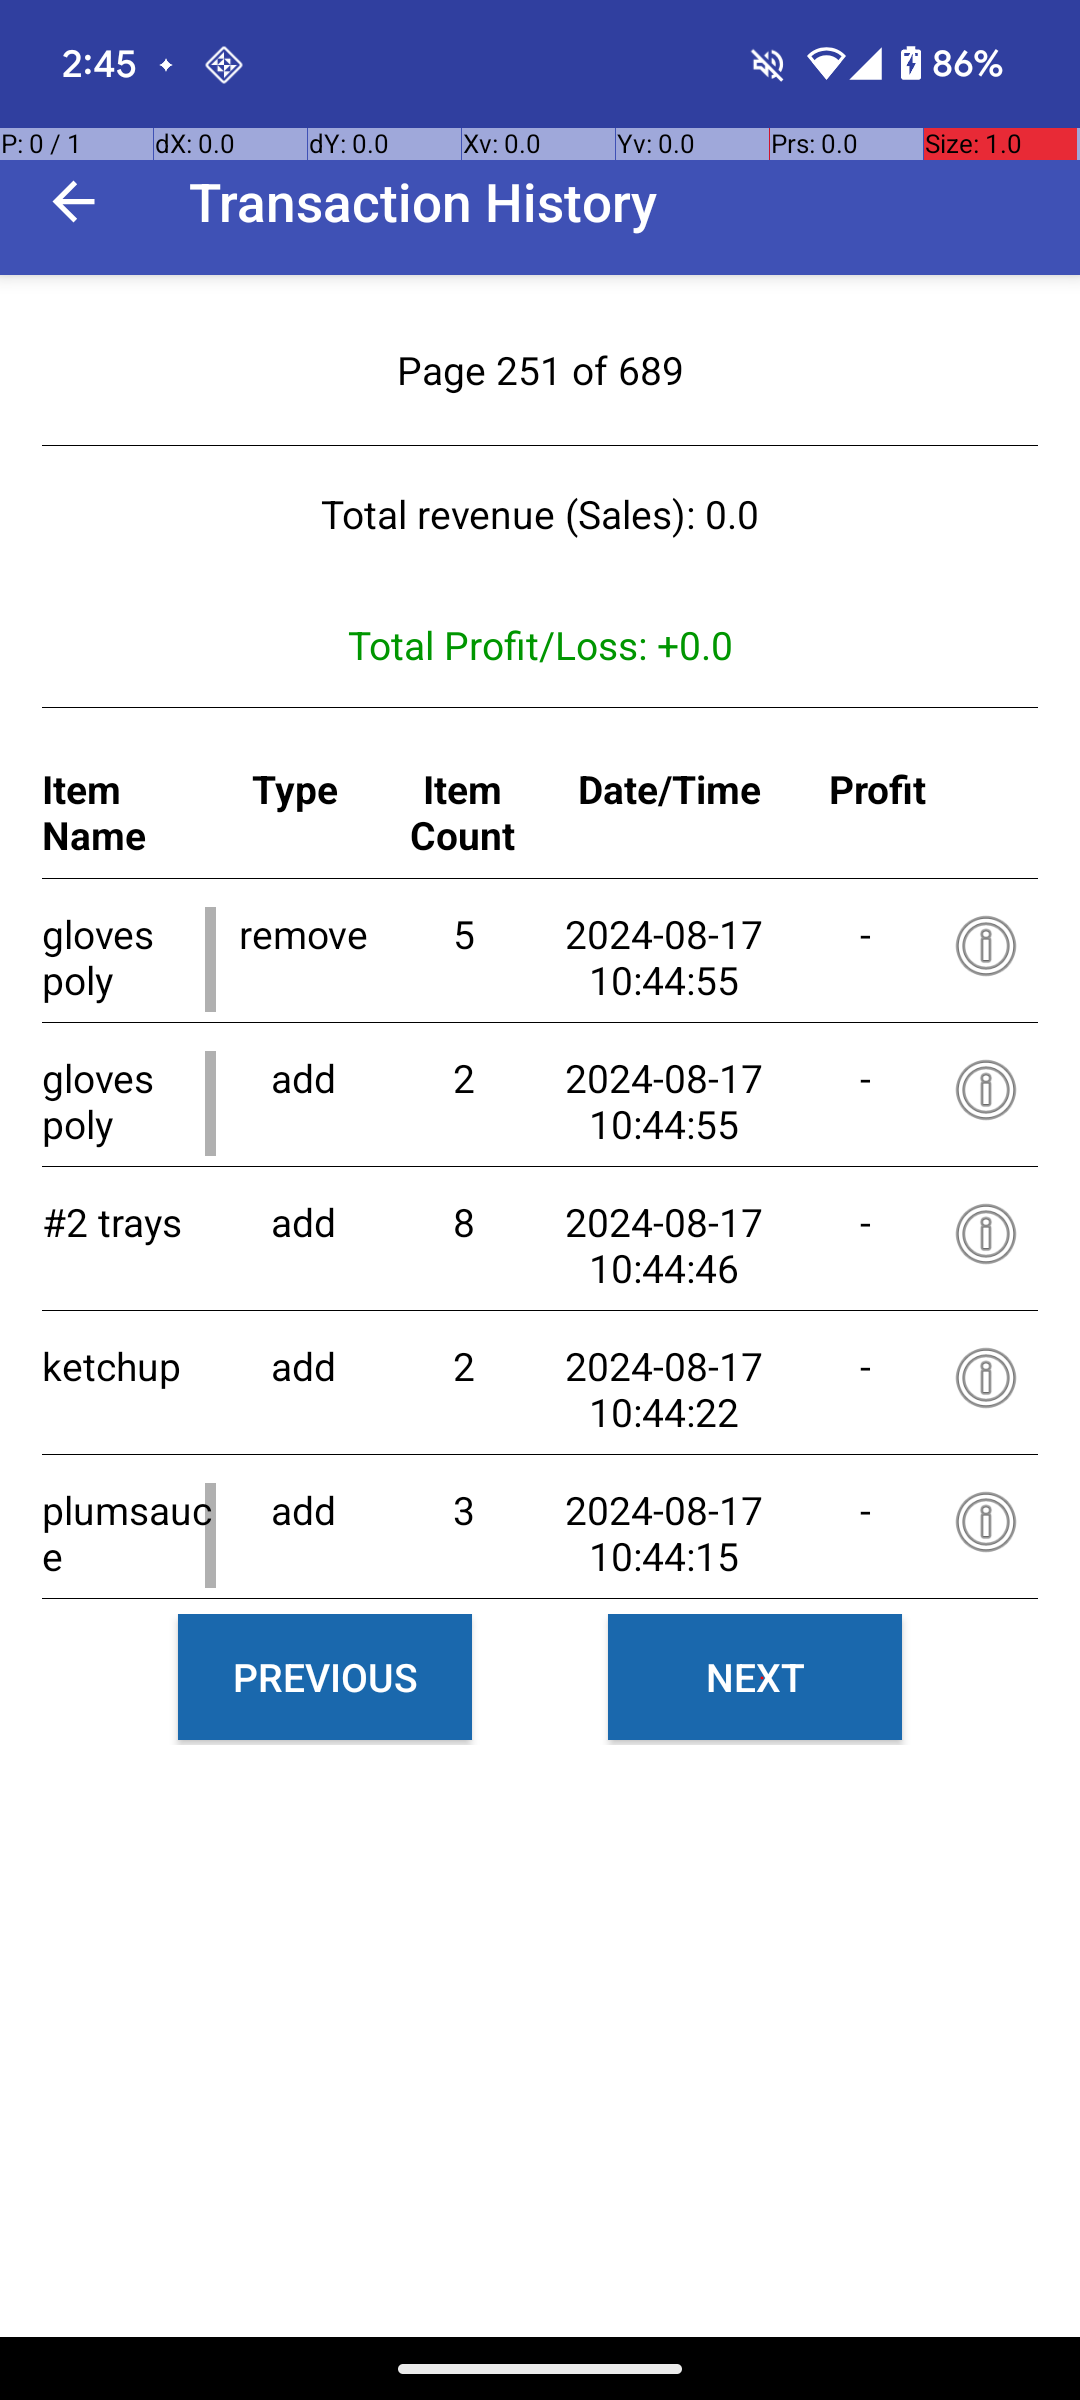 2:45
86%
P: 0 / 1 dX: 0.0 dY: 0.0 Xv: 0.0 Yv: 0.0 Prs: 0.0 Size: 1.0
Transaction History
Page 251 of 689
Total revenue (Sales): 0.0
Total Profit/Loss: +0.0
Item Name Type Item Count Date/Time Profit
gloves poly remove 5 2024-08-17 10:44:55 -
gloves poly add 2 2024-08-17 10:44:55 -
#2 trays add 8 2024-08-17 10:44:46 -
ketchup add 2 2024-08-17 10:44:22 -
plumsauce add 3 2024-08-17 10:44:15 -
PREVIOUS NEXT